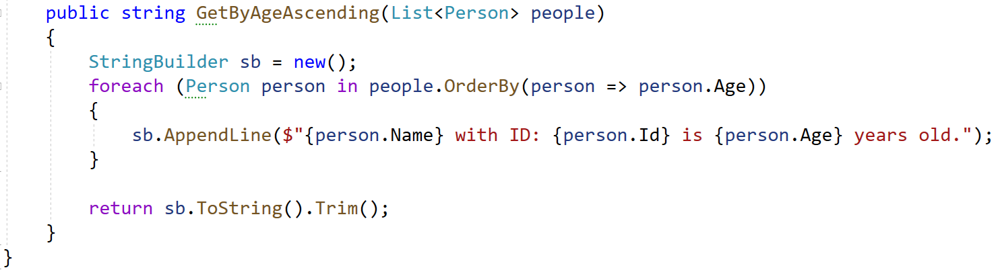 public string GetByAgeAscending(List<Person> people)
{
StringBuilder sb = new();
foreach (Person person in people.OrderBy(person => person.Age))
{
sb.AppendLine($"{person.Name} with ID: {person.Id} is {person.Age} years old.");
}
return sb.ToString().Trim();
}
}